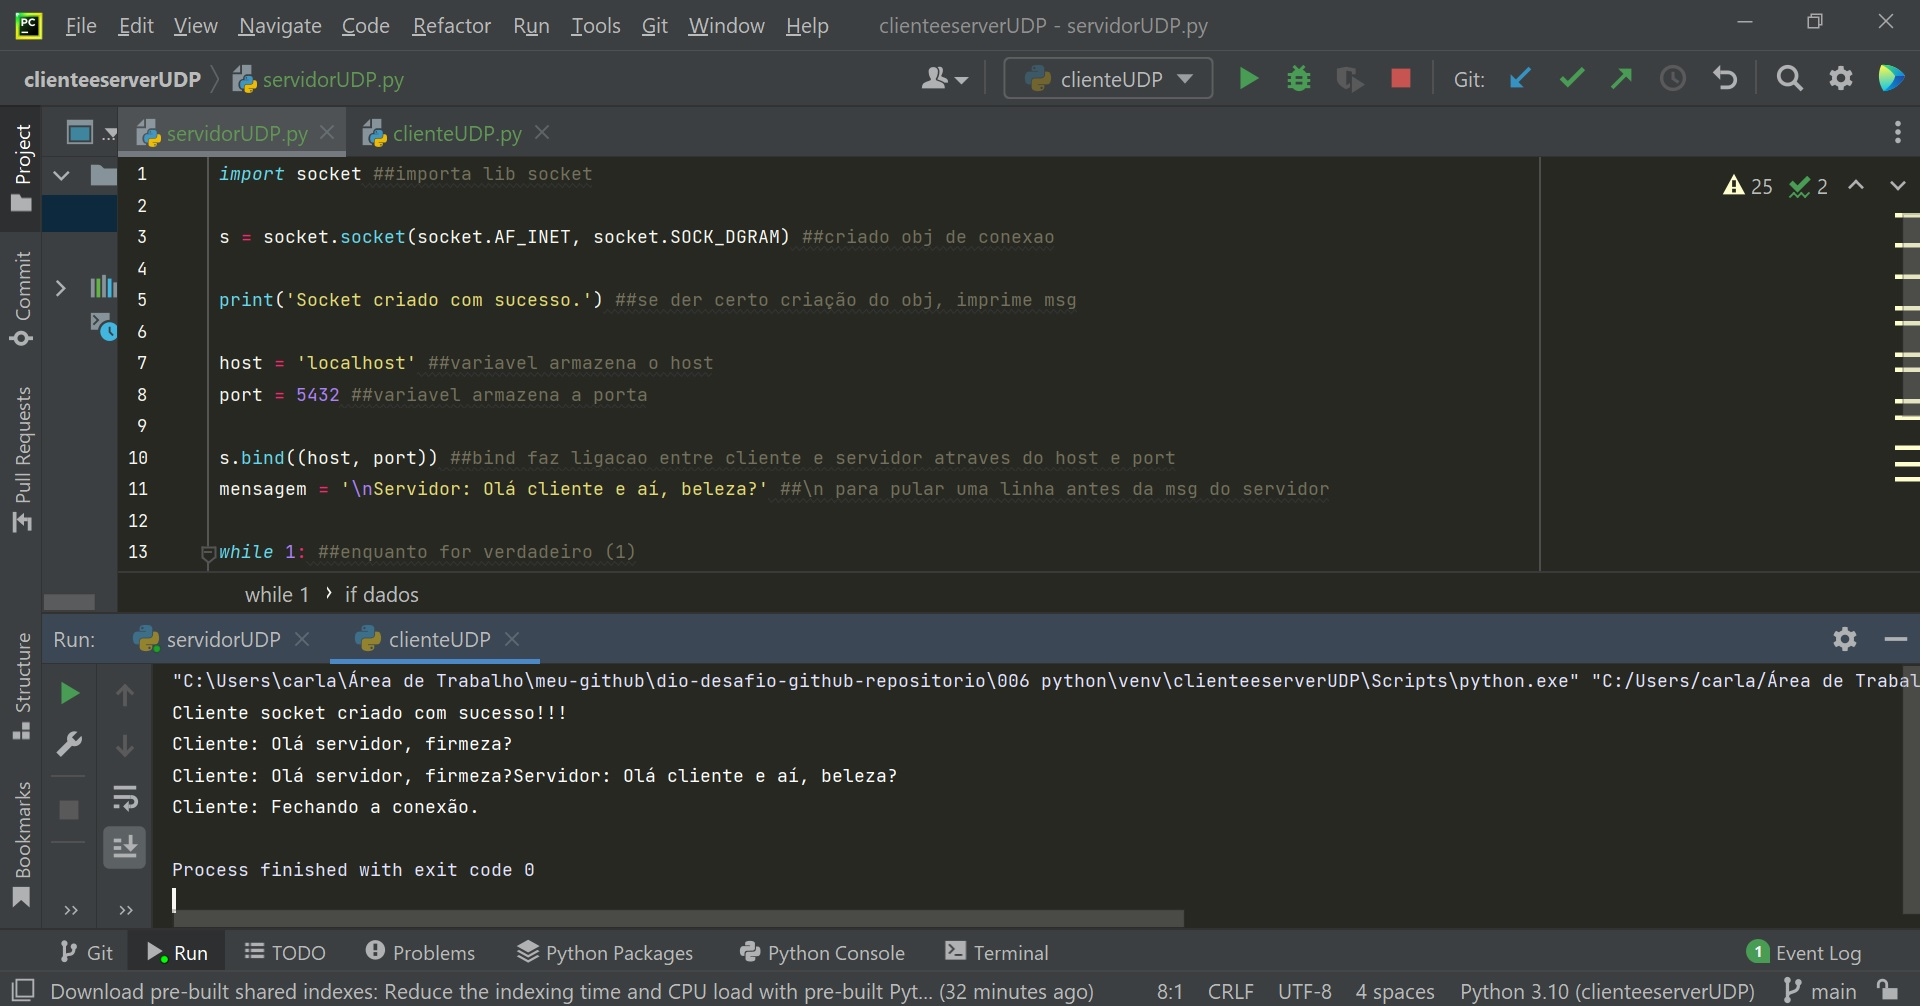 PC File Edit View Navigate Code Refactor Run Tools Git Window Help clienteeserverUDP - servidorUDP.py
clienteeserverUDP servidorUDP.py clienteUDP Git:
... servidorUDP.py clienteUDP.py
Project
Commit
Pull Requests
Structure
Bookmarks
25 2
1 import socket ##importa lib socket
2
3 s = socket.socket(socket.AF_INET, socket.SOCK_DGRAM) ##criado obj de conexao
4
5 print('Socket criado com sucesso.') ##se der certo criação do obj, imprime msg
6
7 host = 'localhost' ##variavel armazena o host
8 port = 5432 ##variavel armazena a porta
9
10 s.bind((host, port)) ##bind faz ligacao entre cliente e servidor atraves do host e port
11 mensagem = '\nServidor: Olá cliente e aí, beleza?' ##\n para pular uma linha antes da msg do servidor
12
13 while 1: ##enquanto for verdadeiro (1)
while 1 › if dados
Run: servidorUDP clienteUDP
"C:\Users\carla\Área de Trabalho\meu-github\dio-desafio-github-repositorio\006 python\venv\clienteeserverUDP\Scripts\python.exe" "C:/Users/carla/Área de Trabal
Cliente socket criado com sucesso!!!
Cliente: Olá servidor, firmeza?
Cliente: Olá servidor, firmeza?Servidor: Olá cliente e aí, beleza?
Cliente: Fechando a conexão.
Process finished with exit code 0
Git Run TODO Problems Python Packages Python Console Terminal 1 Event Log
Download pre-built shared indexes: Reduce the indexing time and CPU load with pre-built Pyt... (32 minutes ago) 8:1 CRLF UTF-8 4 spaces Python 3.10 (clienteeserverUDP) main